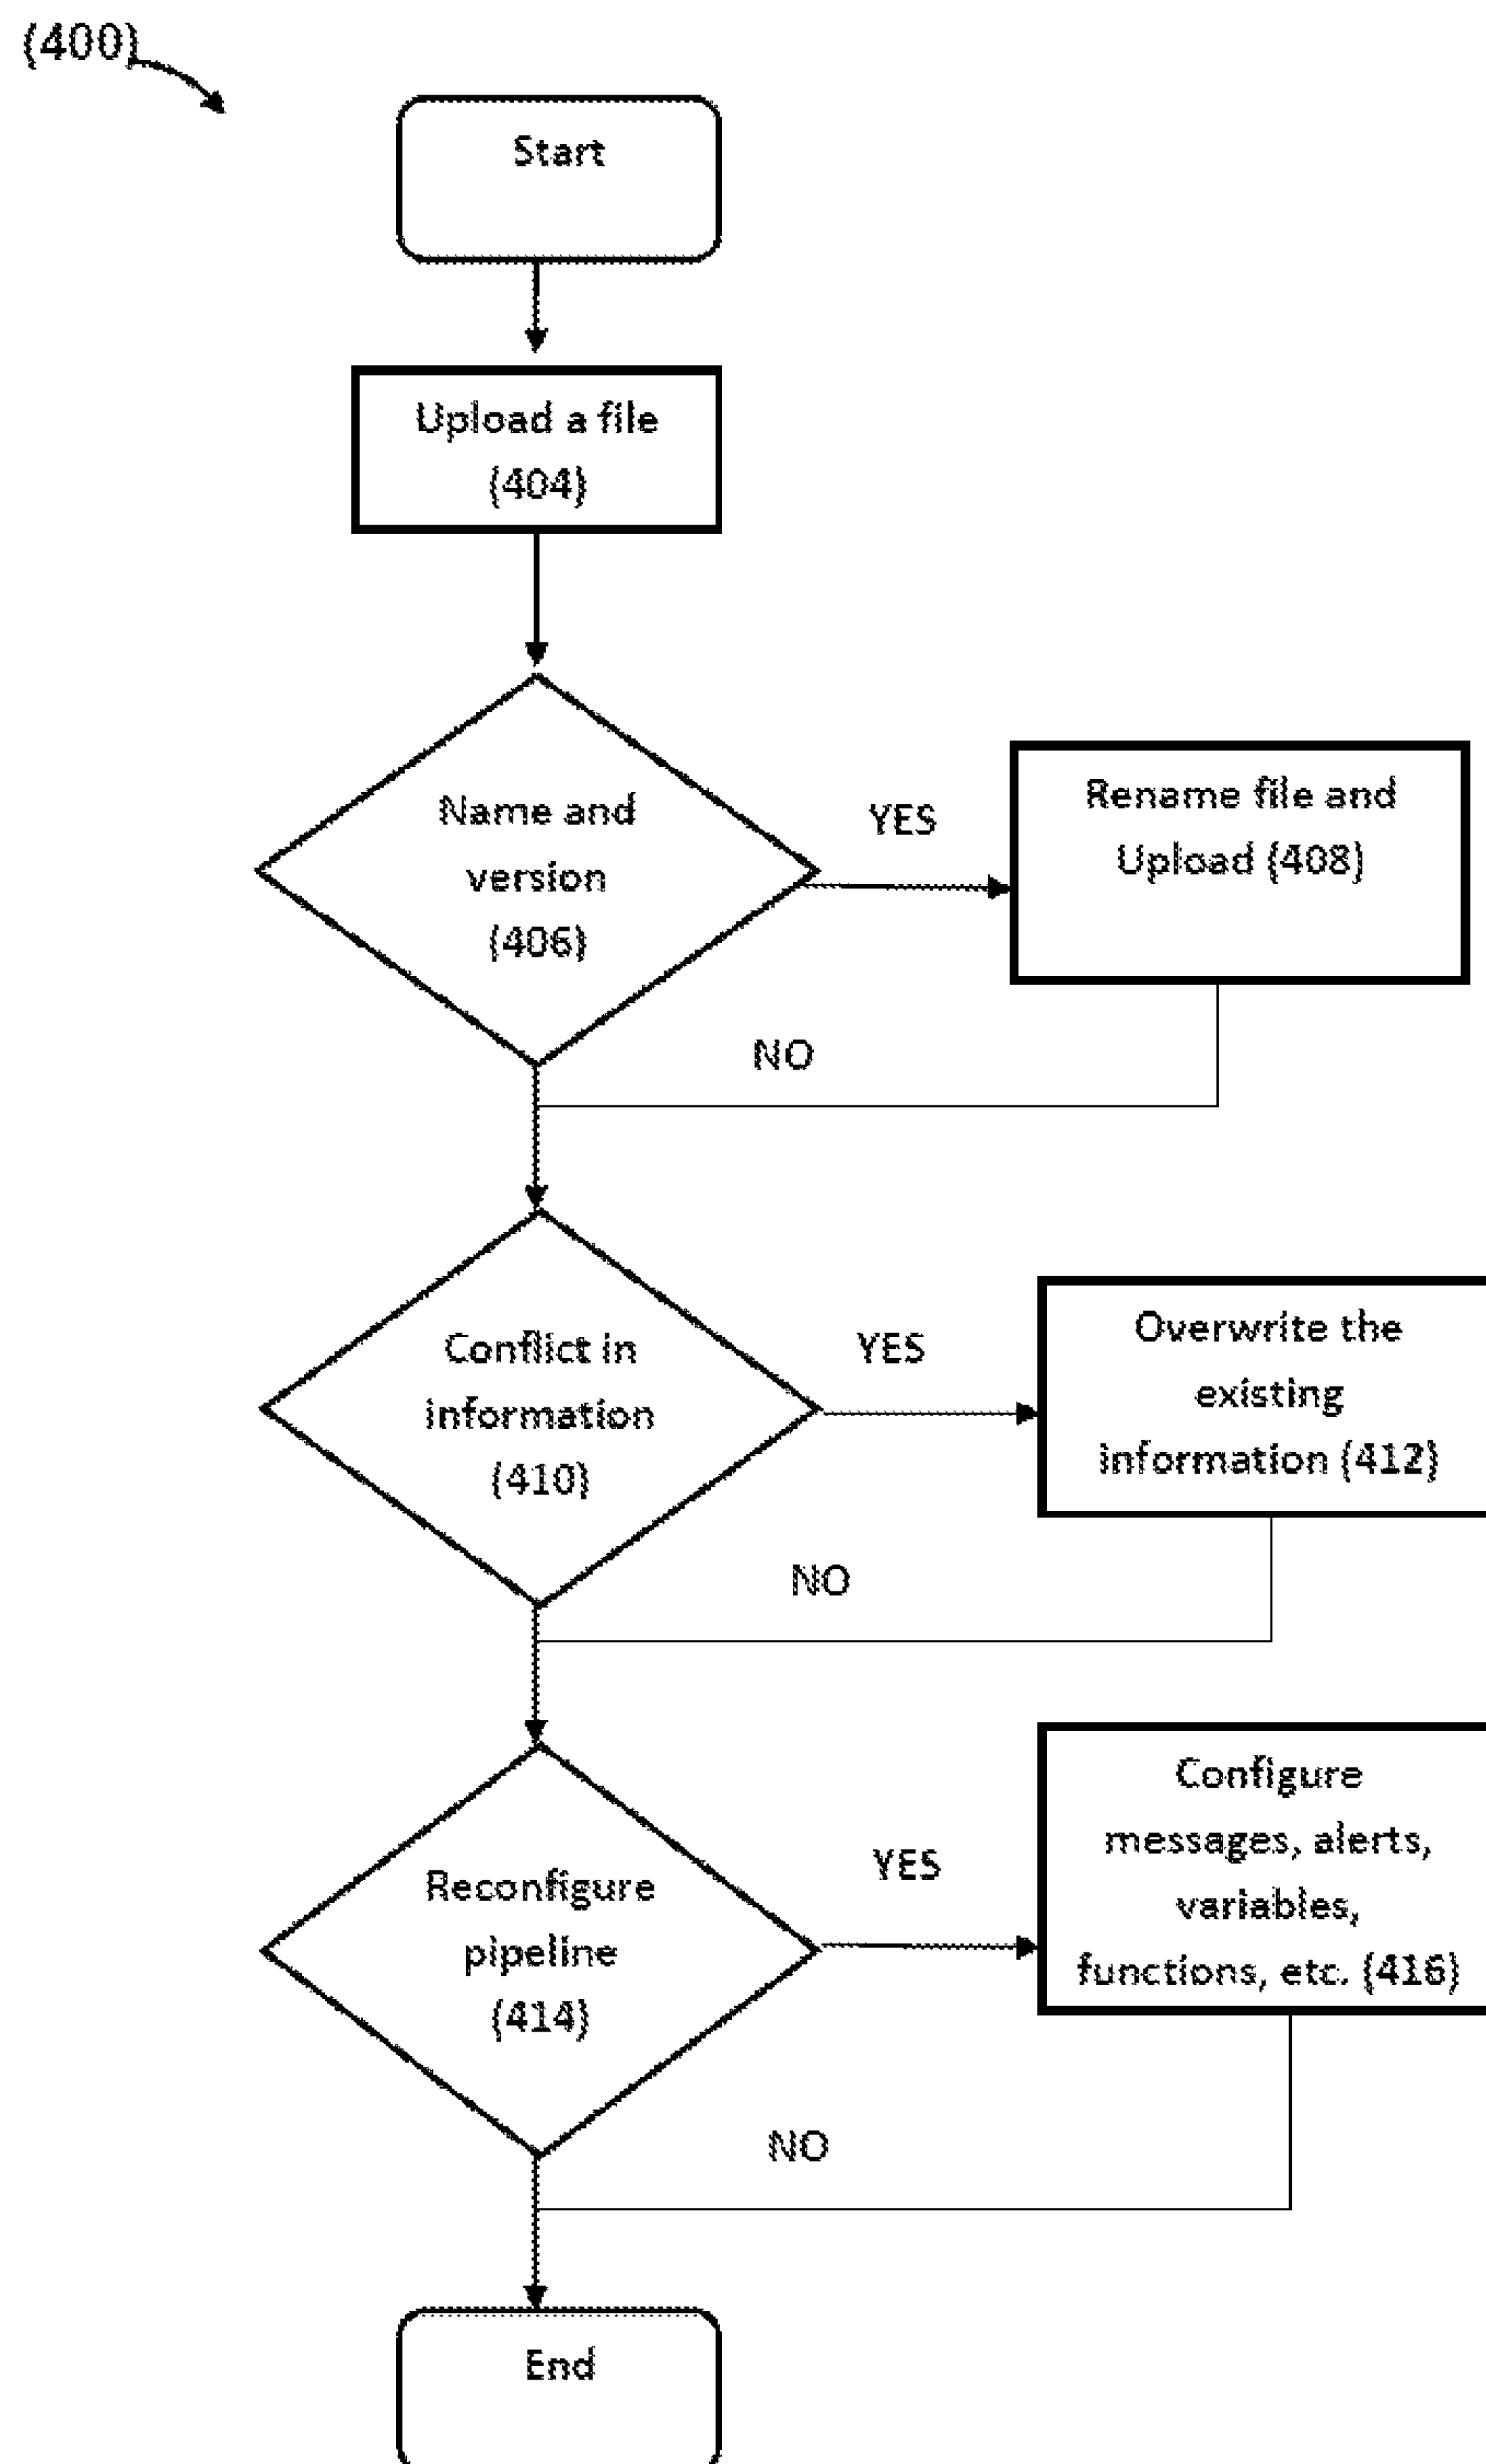 (400)
Start
Upload a file
(404)
Name and
version
(406)
YES
Rename file and
Upload (408)
NO
Conflict in
information
(410)
YES
Overwrite the
existing
information (412)
NO
Reconfigure
pipeline
(414)
YES
Configure
messages, alerts,
variables,
functions, etc. (416)
NO
End